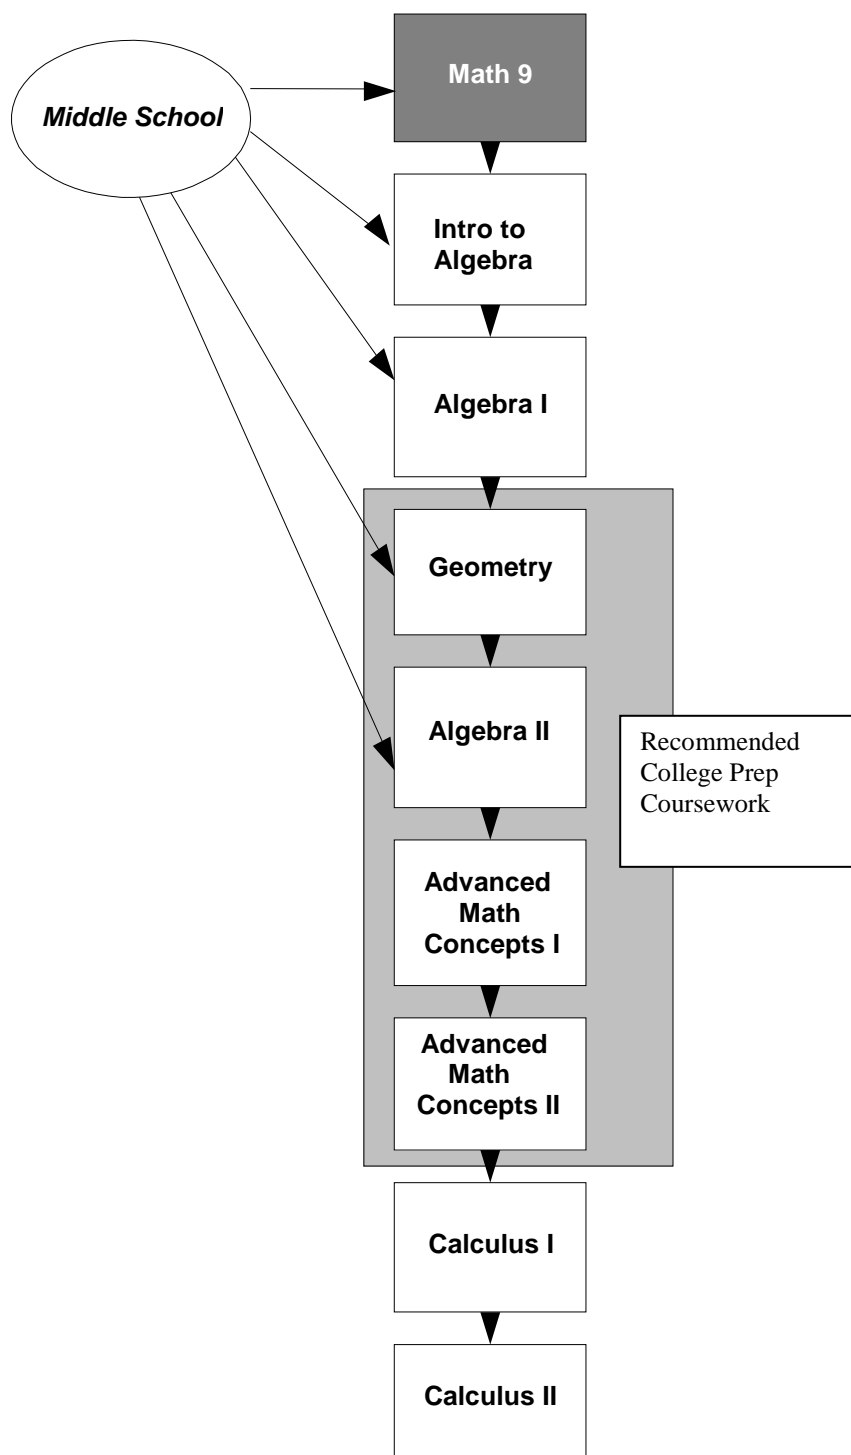 Math 9
Middle School
Intro to
Algebra
Algebra I
Geometry
Algebra II
Recommended
College Prep
Coursework
Advanced
Math
Concepts I
Advanced
Math
Concepts II
Calculus I
Calculus II